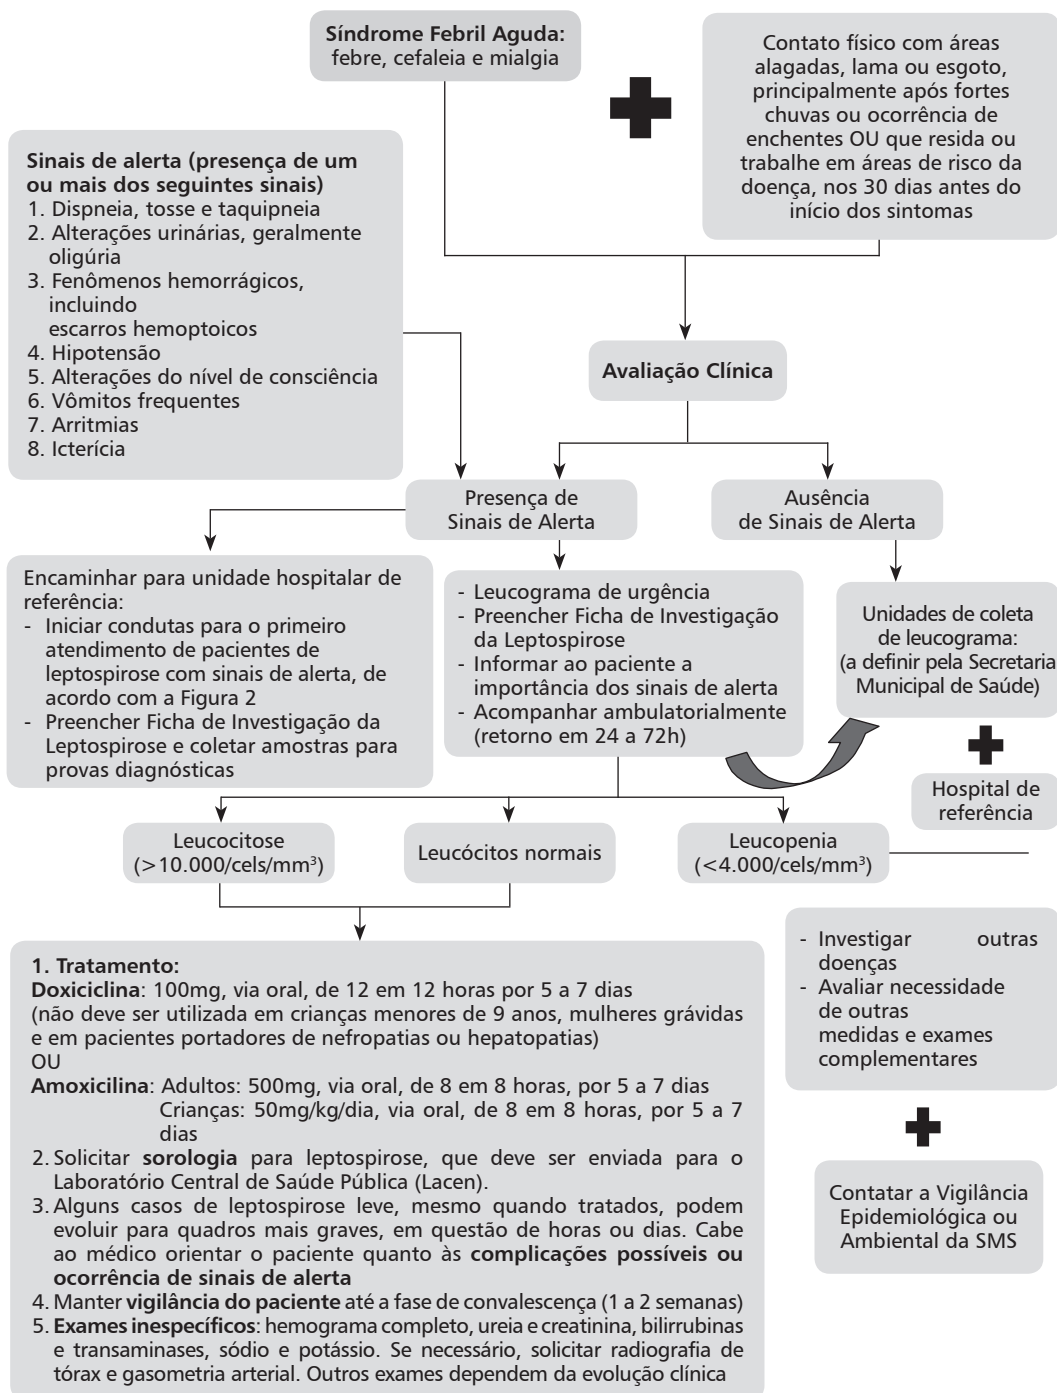 Síndrome Febril Aguda:
febre, cefaleia e mialgia
Contato físico com áreas
alagadas, lama ou esgoto,
principalmente após fortes
chuvas ou ocorrência de
enchentes OU que resida ou
trabalhe em áreas de risco da
doença, nos 30 dias antes do
início dos sintomas
Sinais de alerta (presença de um
ou mais dos seguintes sinais)
1. Dispneia, tosse e taquipneia
2. Alterações urinárias, geralmente
oligúria
3. Fenômenos hemorrágicos,
incluindo
escarros hemoptoicos
4. Hipotensão
5. Alterações do nível de consciência
6. Vômitos frequentes
7. Arritmias
8. Icterícia
Avaliação Clínica
Presença de
Sinais de Alerta
Ausência
de Sinais de Alerta
Encaminhar para unidade hospitalar de
referência:
- Iniciar condutas para o primeiro
atendimento de pacientes de
leptospirose com sinais de alerta, de
acordo com a Figura 2
- Preencher Ficha de Investigação da
Leptospirose e coletar amostras para
provas diagnósticas
- Leucograma de urgência
- Preencher Ficha de Investigação
da Leptospirose
- Informar ao paciente a
importância dos sinais de alerta
- Acompanhar ambulatorialmente
(retorno em 24 a 72h)
Unidades de coleta
de leucograma:
(a definir pela Secretaria
Municipal de Saúde)
Hospital de
referência
Leucocitose
(>10.000/cels/mm³)
Leucócitos normais
Leucopenia
(<4.000/cels/mm³)
1. Tratamento:
Doxiciclina: 100mg, via oral, de 12 em 12 horas por 5 a 7 dias
(não deve ser utilizada em crianças menores de 9 anos, mulheres grávidas
e em pacientes portadores de nefropatias ou hepatopatias)
OU
Amoxicilina: Adultos: 500mg, via oral, de 8 em 8 horas, por 5 a 7 dias
Crianças: 50mg/kg/dia, via oral, de 8 em 8 horas, por 5 a 7
dias
2. Solicitar sorologia para leptospirose, que deve ser enviada para o
Laboratório Central de Saúde Pública (Lacen).
3. Alguns casos de leptospirose leve, mesmo quando tratados, podem
evoluir para quadros mais graves, em questão de horas ou dias. Cabe
ao médico orientar o paciente quanto às complicações possíveis ou
ocorrência de sinais de alerta
4. Manter vigilância do paciente até a fase de convalescença (1 a 2 semanas)
5. Exames inespecíficos: hemograma completo, ureia e creatinina, bilirrubinas
e transaminases, sódio e potássio. Se necessário, solicitar radiografia de
tórax e gasometria arterial. Outros exames dependem da evolução clínica
- Investigar outras
doenças
- Avaliar necessidade
de outras
medidas e exames
complementares
Contatar a Vigilância
Epidemiológica ou
Ambiental da SMS